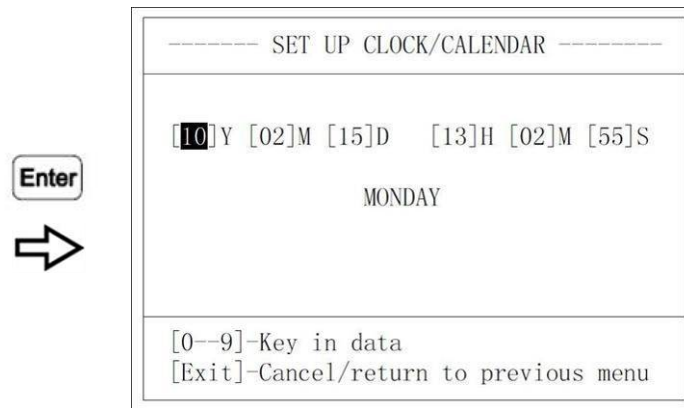 ------- SET UP CLOCK/CALENDAR --------
[10]Y [02]M [15]D [13]H [02]M [55]S
Enter
MONDAY
[0--9]-Key in data
[Exit]-Cancel/return to previous menu